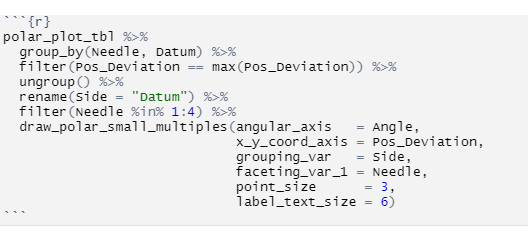 ```{r}
polar_plot_tbl %>%
  group_by(Needle, Datum) %>%
  filter(Pos_Deviation == max(Pos_Deviation)) %>%
  ungroup() %>%
  rename(Side = "Datum") %>%
  filter(Needle %in% 1:4) %>%
  draw_polar_small_multiples(angular_axis   = Angle,
                             x_y_coord_axis = Pos_Deviation,
                             grouping_var   = Side,
                             faceting_var_1 = Needle,
                             point_size      = 3,
                             label_text_size = 6)
```